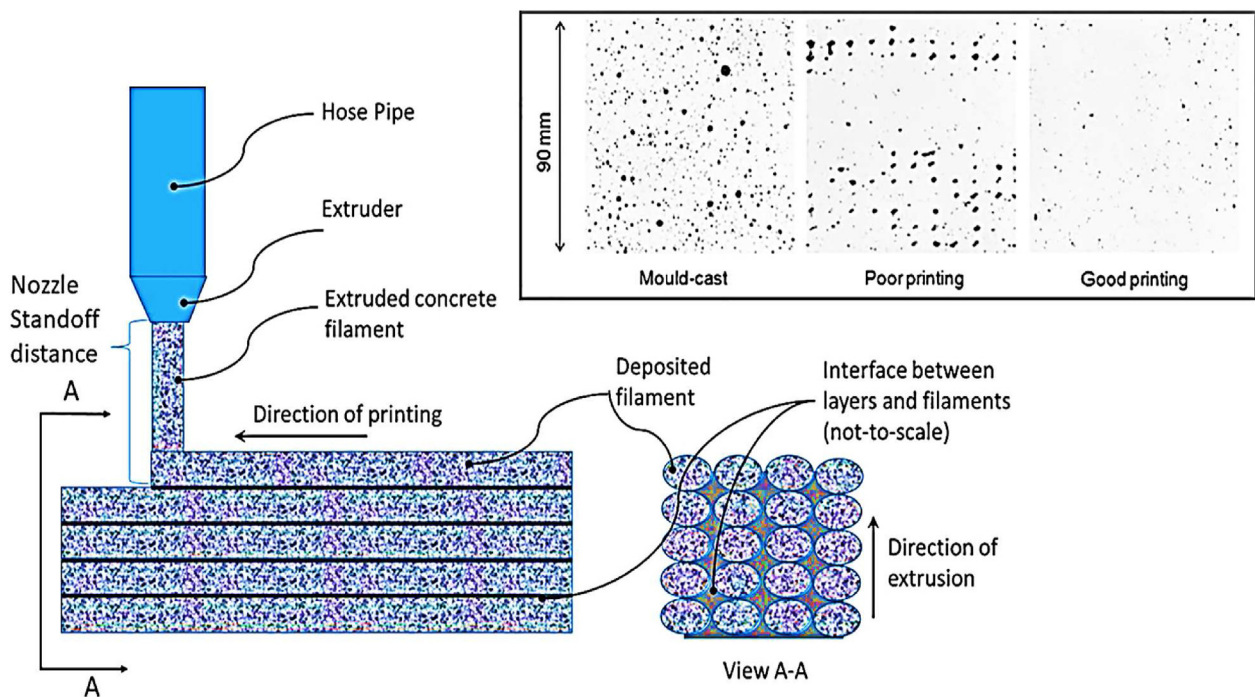 90 mm
Mould-cast
Poor printing
Good printing
Hose Pipe
Extruder
Nozzle
Standoff
distance
Extruded concrete
filament
A
Direction of printing
Deposited
filament
Interface between
layers and filaments
(not-to-scale)
Direction of
extrusion
A
View A-A